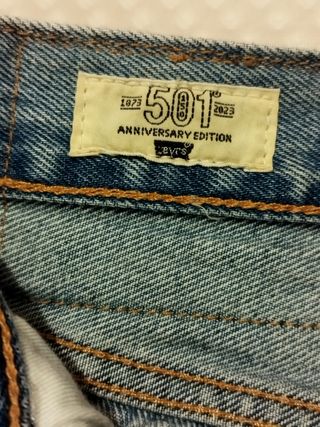 1873 501® 2023
ANNIVERSARY EDITION
Levi's